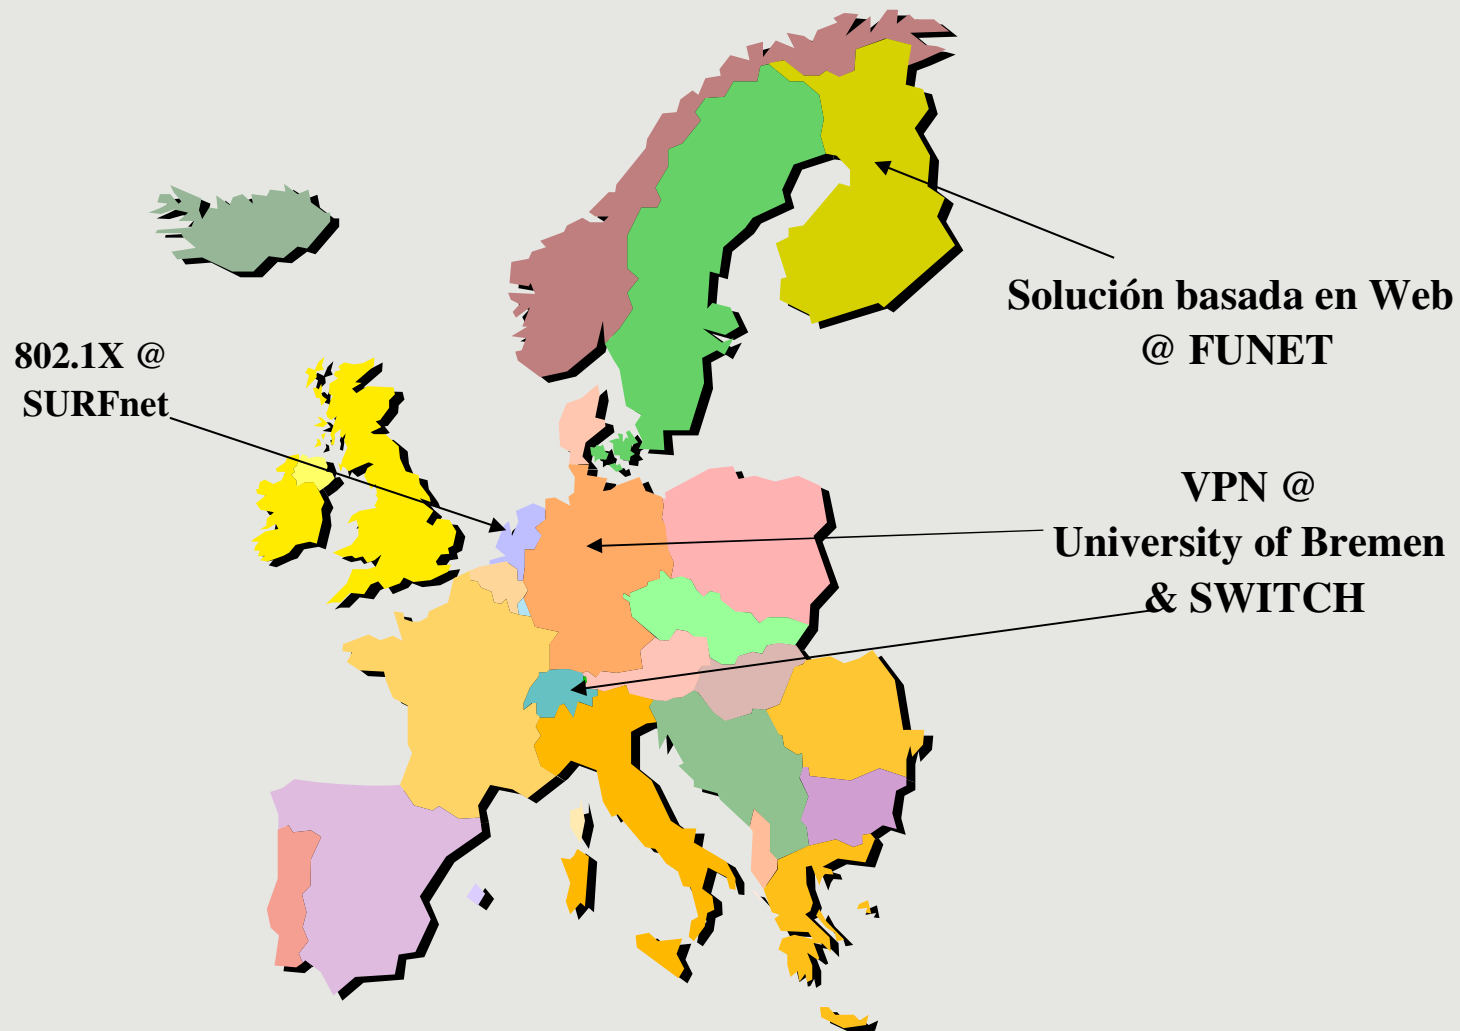 Solución basada en Web
@ FUNET
802.1X @
SURFnet
VPN @
University of Bremen
& SWITCH